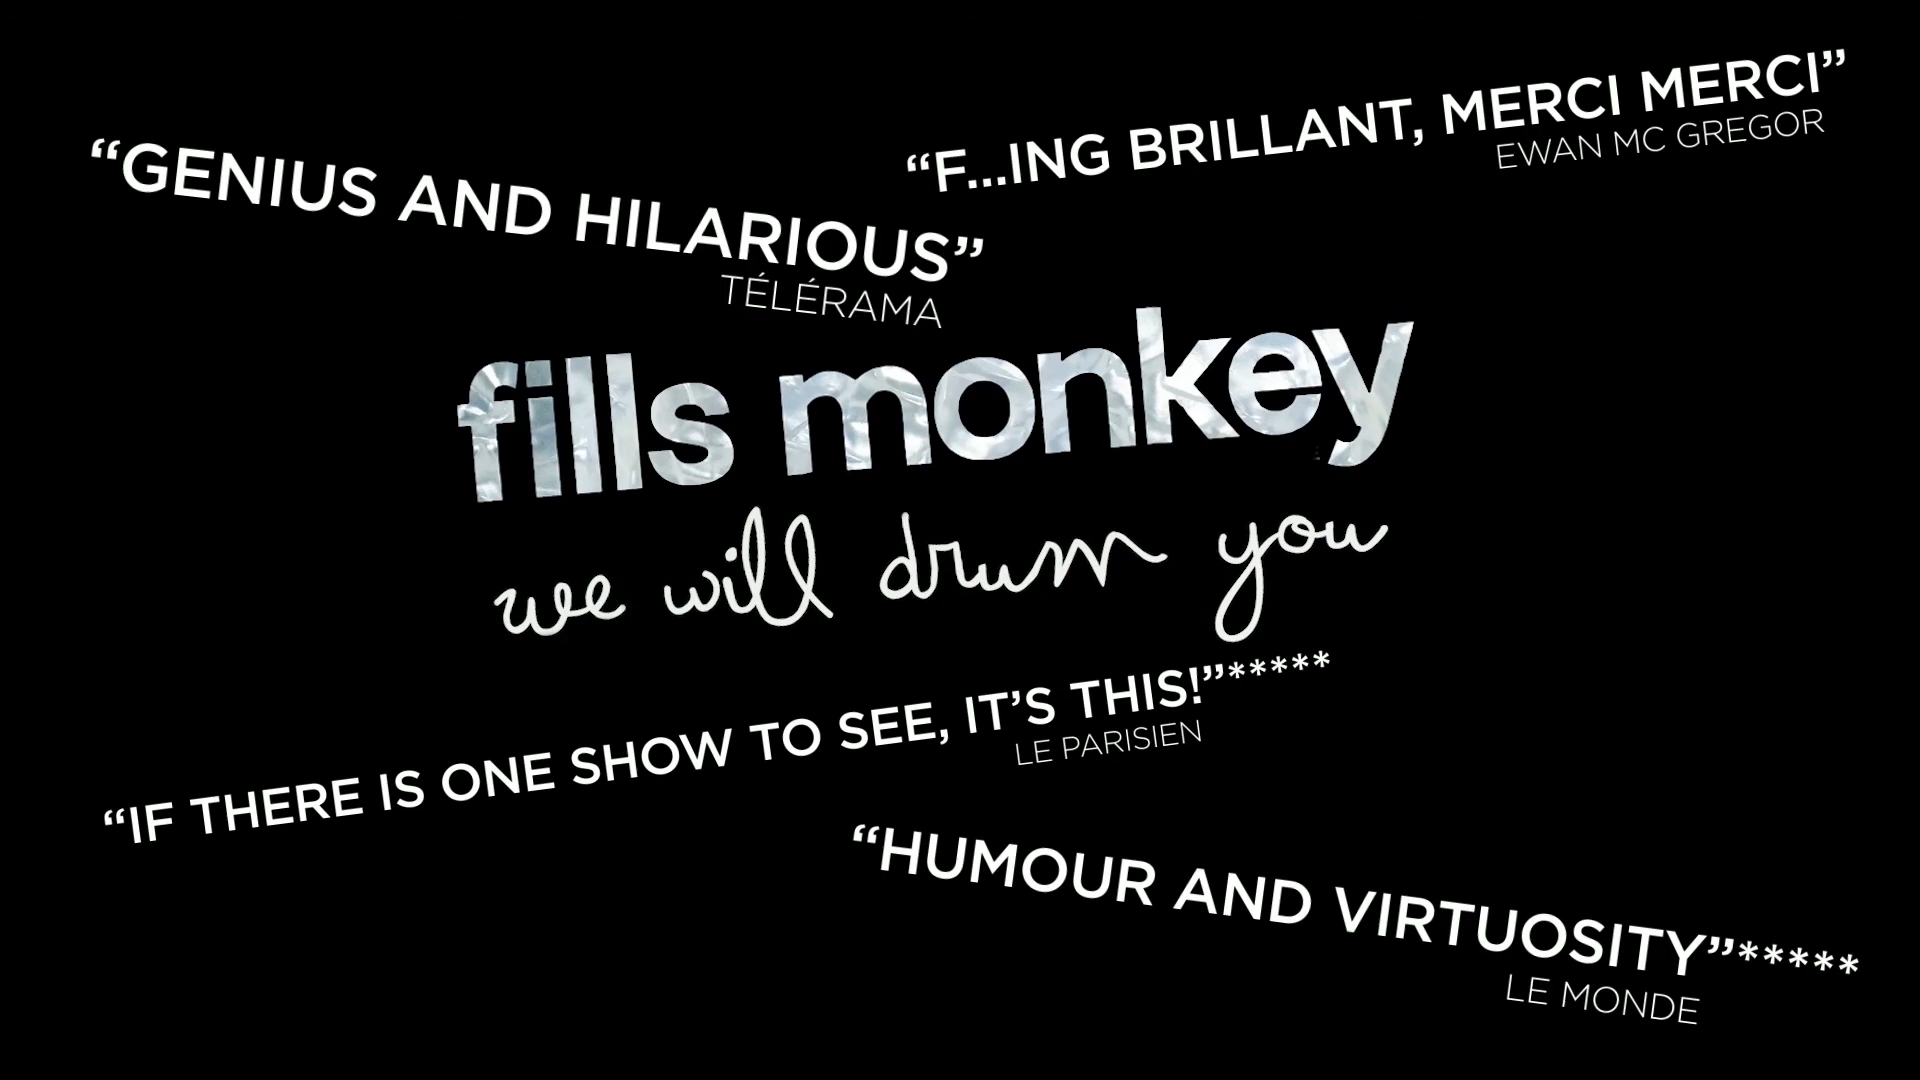 “GENIUS AND HILARIOUS”
TÉLÉRAMA
“F...ING BRILLANT, MERCI MERCI”
EWAN MC GREGOR
fills monkey
we will drum you
“IF THERE IS ONE SHOW TO SEE, IT’S THIS!”*****
LE PARISIEN
“HUMOUR AND VIRTUOSITY”*****
LE MONDE